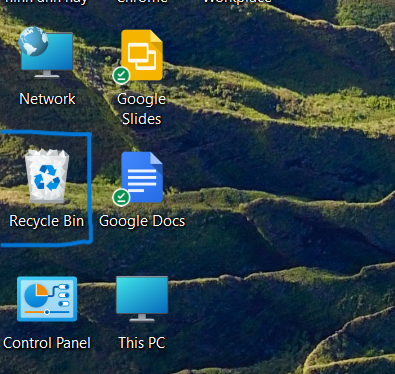 Network
Google
Slides
Recycle Bin
Google Docs
Control Panel
This PC